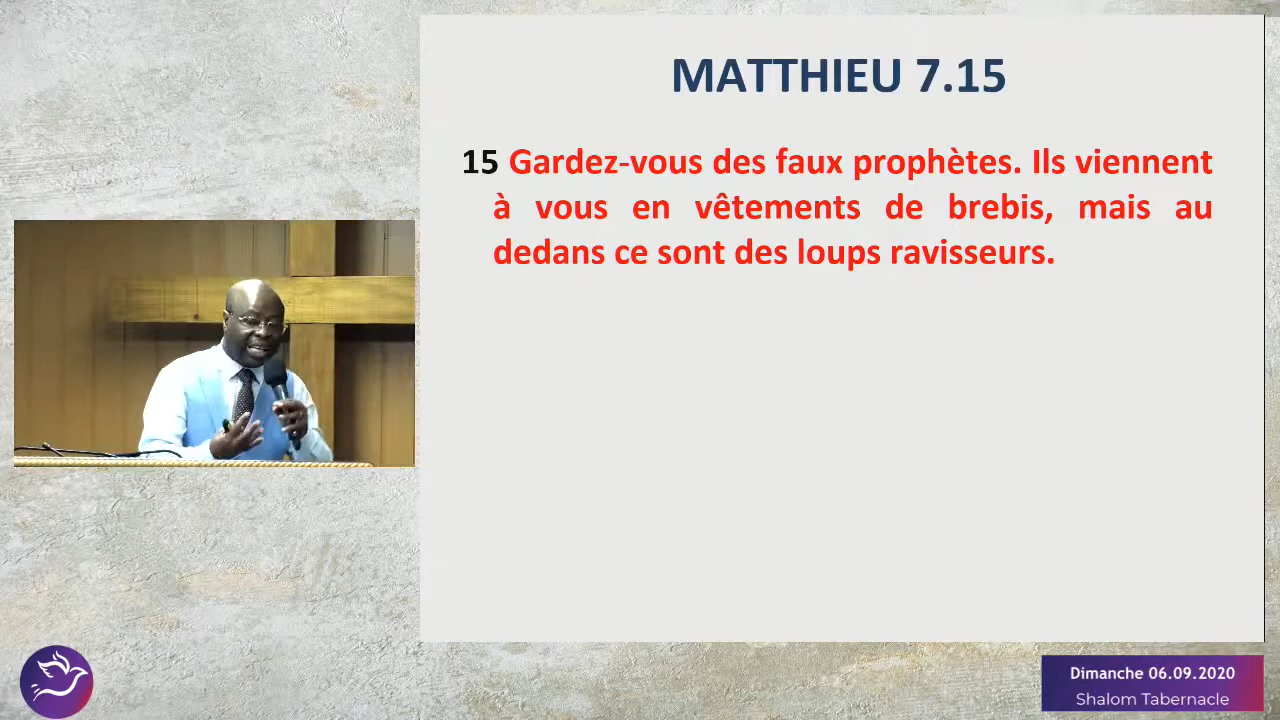 MATTHIEU 7.15
15 Gardez-vous des faux prophètes. Ils viennent
à vous en vêtements de brebis, mais au
dedans ce sont des loups ravisseurs.
Dimanche 06.09.2020
Shalom Tabernacle